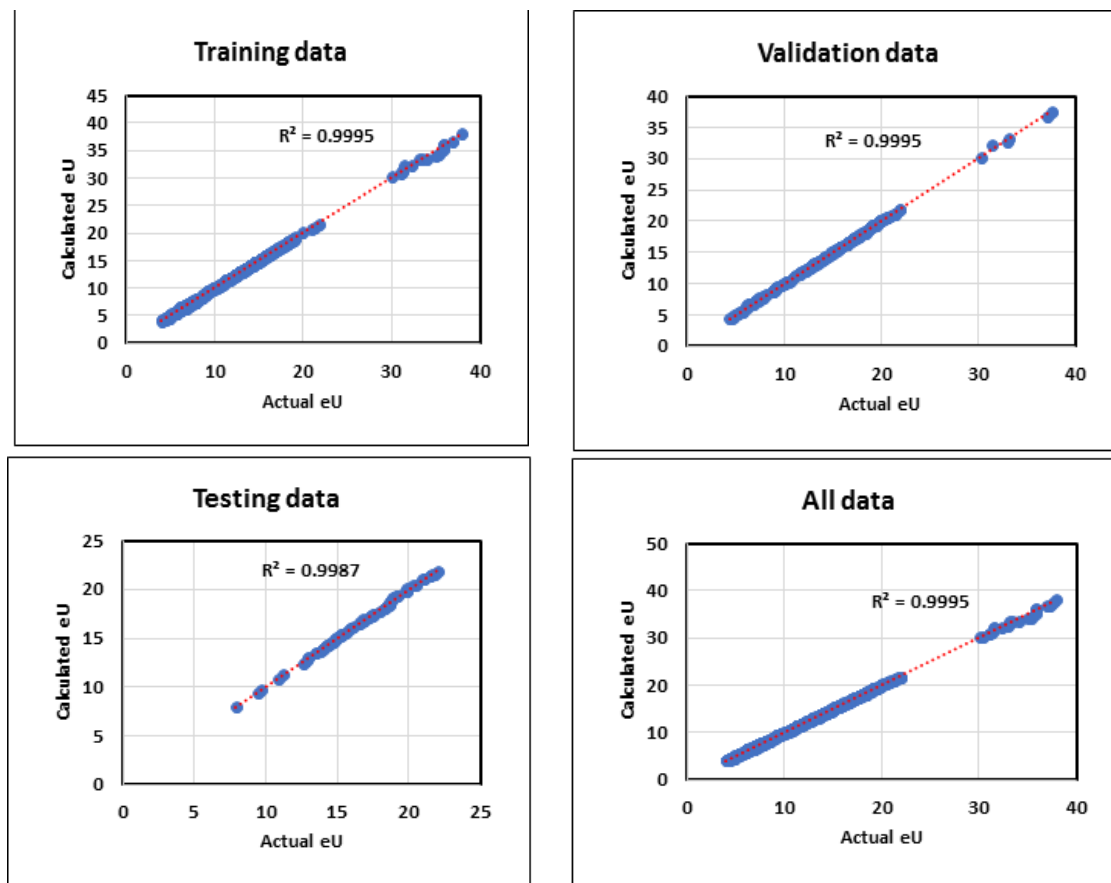 Training data
45
40
35
30
25
20
15
10
5
0
R² = 0.9995
Calculated eU
0 10 20 30 40
Actual eU
Validation data
40
35
30
25
20
15
10
5
0
R² = 0.9995
Calculated eU
0 10 20 30 40
Actual eU
Testing data
25
20
15
10
5
0
R² = 0.9987
Calculated eU
0 5 10 15 20 25
Actual eU
All data
50
40
30
20
10
0
R² = 0.9995
Calculated eU
0 10 20 30 40
Actual eU